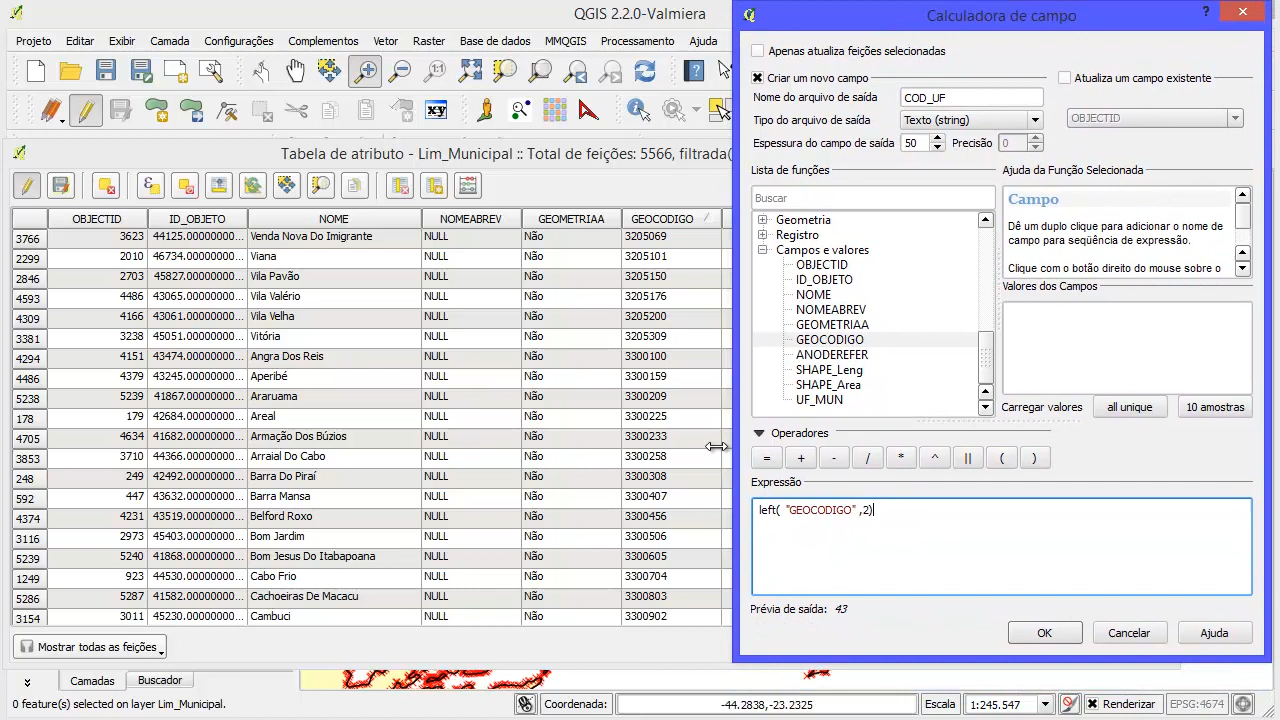 QGIS 2.2.0-Valmiera
Projeto Editar Exibir Camada Configurações Complementos Vetor Raster Base de dados MMQGIS Processamento Ajuda
Tabela de atributo - Lim_Municipal :: Total de feições: 5566, filtrada(
OBJECTID ID_OBJETO NOME NOMEABREV GEOMETRIAA GEOCODIGO
3766 3623 44125.00000000... Venda Nova Do Imigrante NULL Não 3205069
2299 2010 46734.00000000... Viana NULL Não 3205101
2846 2703 45827.00000000... Vila Pavão NULL Não 3205150
4593 4486 43065.00000000... Vila Valério NULL Não 3205176
4309 4166 43061.00000000... Vila Velha NULL Não 3205200
3381 3238 45051.00000000... Vitória NULL Não 3205309
4294 4151 43474.00000000... Angra Dos Reis NULL Não 3300100
4486 4379 43245.00000000... Aperibé NULL Não 3300159
5238 5239 41867.00000000... Araruama NULL Não 3300209
178 179 42684.00000000... Areal NULL Não 3300225
4705 4634 41682.00000000... Armação Dos Búzios NULL Não 3300233
3853 3710 44366.00000000... Arraial Do Cabo NULL Não 3300258
248 249 42492.00000000... Barra Do Piraí NULL Não 3300308
592 447 43632.00000000... Barra Mansa NULL Não 3300407
4374 4231 43519.00000000... Belford Roxo NULL Não 3300456
3116 2973 45403.00000000... Bom Jardim NULL Não 3300506
5239 5240 41868.00000000... Bom Jesus Do Itabapoana NULL Não 3300605
1249 923 44530.00000000... Cabo Frio NULL Não 3300704
5286 5287 41582.00000000... Cachoeiras De Macacu NULL Não 3300803
3154 3011 45230.00000000... Cambuci NULL Não 3300902
Mostrar todas as feições
Camadas Buscador
0 feature(s) selected on layer Lim_Municipal.
Coordenada: -44.2838,-23.2325 Escala 1:245.547 Renderizar EPSG:4674
Calculadora de campo
?
Apenas atualiza feições selecionadas
Criar um novo campo
Atualiza um campo existente
Nome do arquivo de saída COD_UF
Tipo do arquivo de saída Texto (string)
OBJECTID
Espessura do campo de saída 50 Precisão 0
Lista de funções
Buscar
Geometria
Registro
Campos e valores
OBJECTID
ID_OBJETO
NOME
NOMEABREV
GEOMETRIAA
GEOCODIGO
ANODEREFER
SHAPE_Leng
SHAPE_Area
UF_MUN
Ajuda da Função Selecionada
Campo
Dê um duplo clique para adicionar o nome de
campo para seqüência de expressão.
Clique com o botão direito do mouse sobre o
Valores dos Campos
Carregar valores all unique 10 amostras
Operadores
= + - / * ^ || ( )
Expressão
left( "GEOCODIGO" ,2)
Prévia de saída: 43
OK Cancelar Ajuda